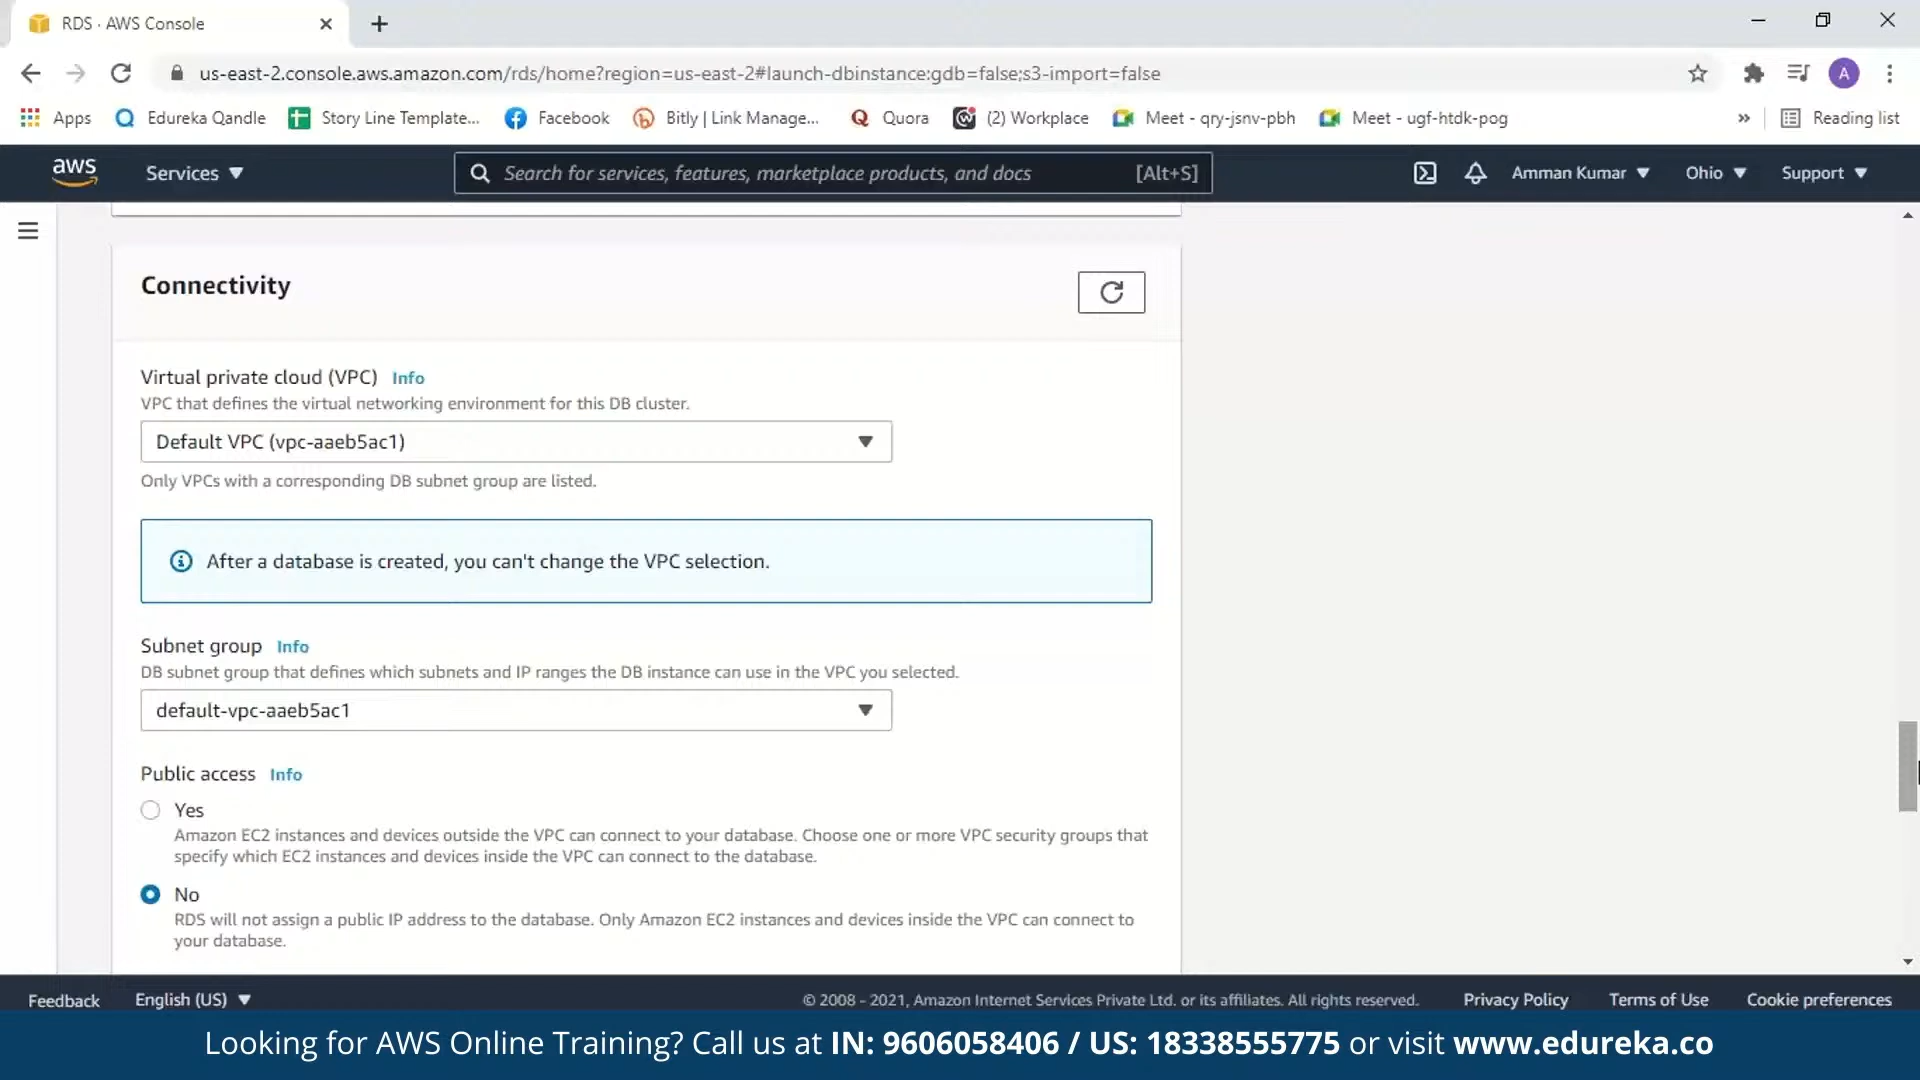 RDS · AWS Console
us-east-2.console.aws.amazon.com/rds/home?region=us-east-2#launch-dbinstance:gdb=false;s3-import=false
A
Apps
Edureka Qandle
Story Line Template...
Facebook
Bitly | Link Manage...
Quora
(2) Workplace
Meet - qry-jsnv-pbh
Meet - ugf-htdk-pog
»
Reading list
aws
Services
Search for services, features, marketplace products, and docs
[Alt+S]
Amman Kumar
Ohio
Support
Connectivity
Virtual private cloud (VPC) Info
VPC that defines the virtual networking environment for this DB cluster.
Default VPC (vpc-aaeb5ac1)
Only VPCs with a corresponding DB subnet group are listed.
After a database is created, you can't change the VPC selection.
Subnet group Info
DB subnet group that defines which subnets and IP ranges the DB instance can use in the VPC you selected.
default-vpc-aaeb5ac1
Public access Info
Yes
Amazon EC2 instances and devices outside the VPC can connect to your database. Choose one or more VPC security groups that
specify which EC2 instances and devices inside the VPC can connect to the database.
No
RDS will not assign a public IP address to the database. Only Amazon EC2 instances and devices inside the VPC can connect to
your database.
Feedback
English (US)
© 2008 - 2021, Amazon Internet Services Private Ltd. or its affiliates. All rights reserved.
Privacy Policy
Terms of Use
Cookie preferences
Looking for AWS Online Training? Call us at IN: 9606058406 / US: 18338555775 or visit www.edureka.co